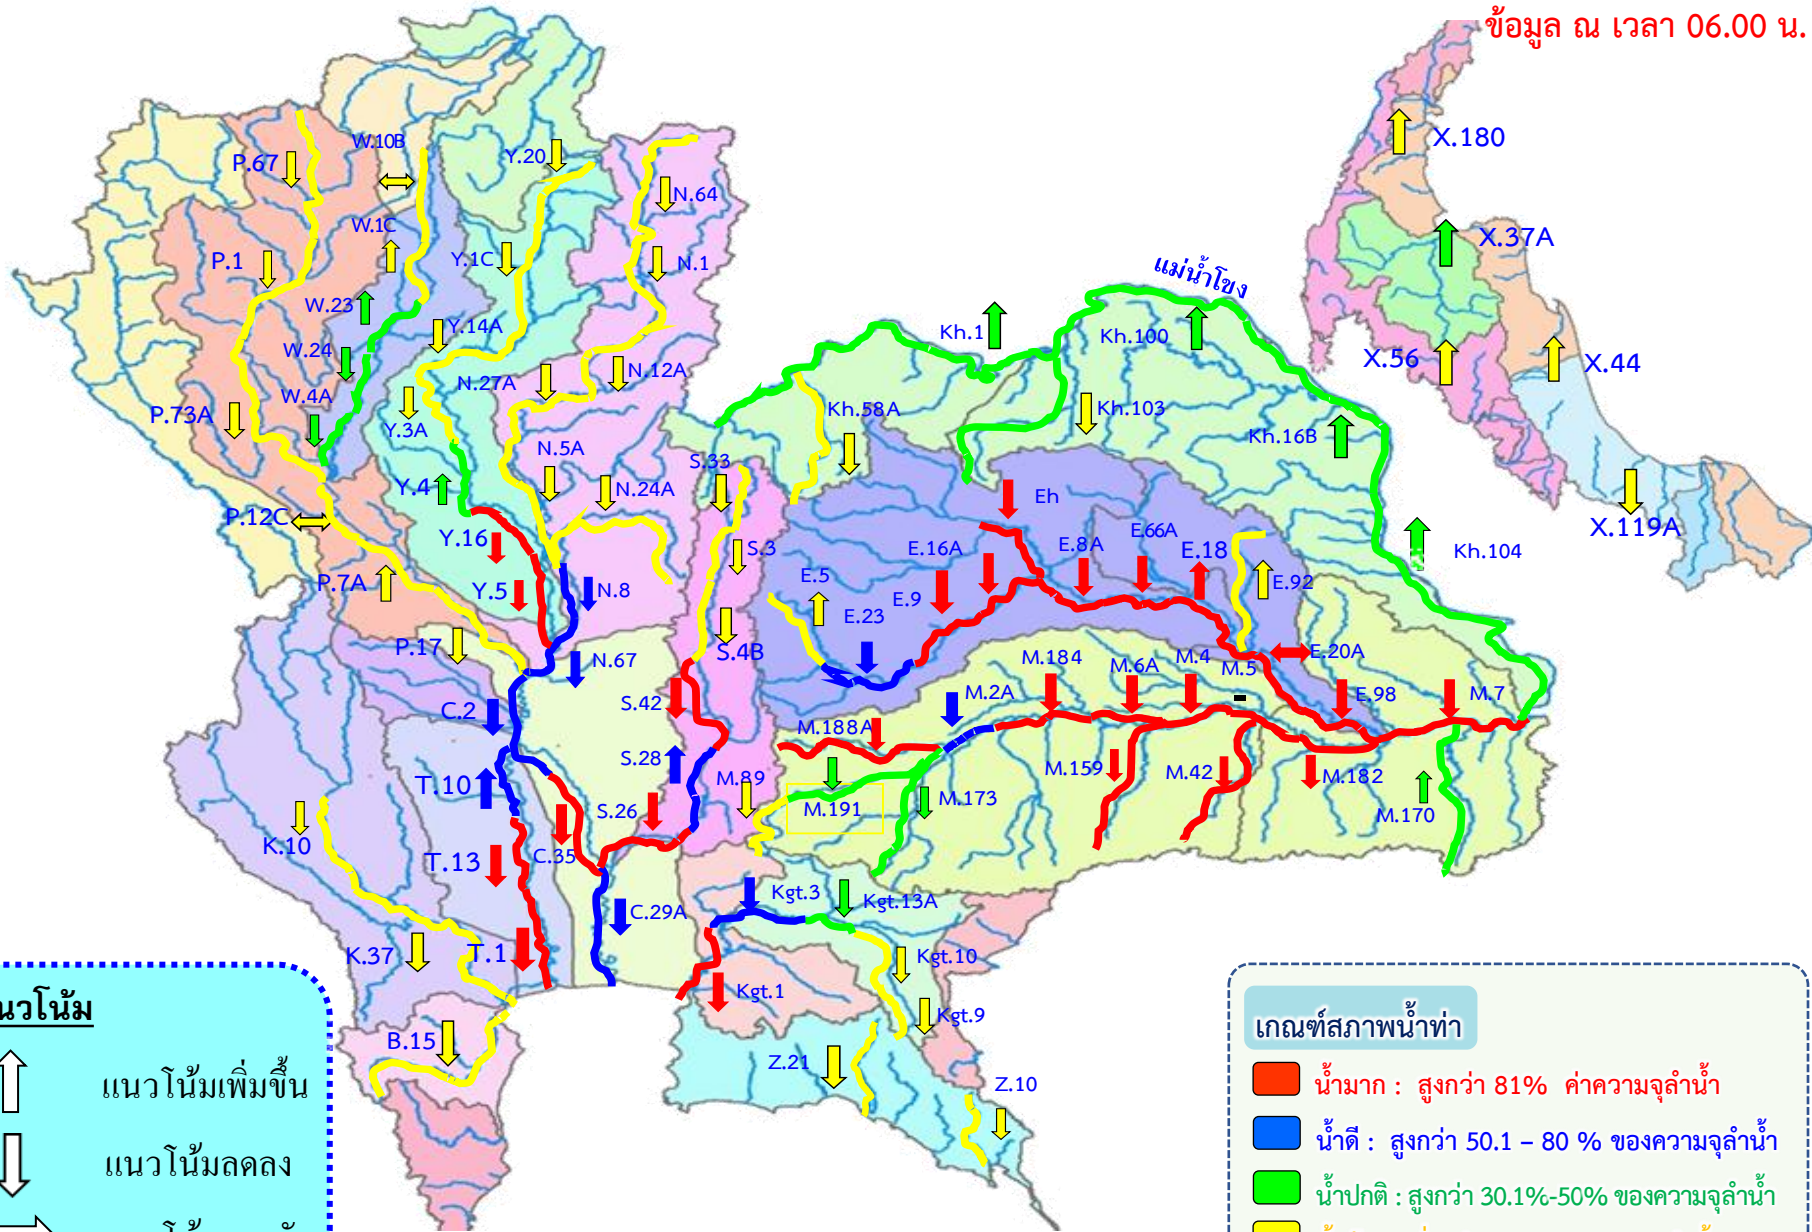 ข้อมูล ณ เวลา 06.00 น.
W.10B
P.67
Y.20
X.180
N.64
W.1C
P.1
Y.1C
N.1
แม่น้ำโขง
X.37A
W.23
Y.14A
Kh.1
Kh.100
W.24
X.56
X.44
N.27A
N.12A
W.4A
P.73A
Y.3A
Kh.58A
Kh.103
Kh.16B
N.5A
S.33
Y.4
N.24A
Eh
P.12C
X.119A
Y.16
S.3
E.16A
E.8A
E.66A
E.18
Kh.104
P.7A
Y.5
N.8
E.5
E.9
E.92
E.23
P.17
N.67
S.4B
M.184
M.6A
M.4
M.5
E.20A
C.2
S.42
M.2A
E.98
M.7
M.188A
T.10
S.28
M.89
M.159
M.42
M.182
S.26
M.191
M.173
M.170
K.10
T.13
C.35
Kgt.3
Kgt.13A
C.29A
K.37
T.1
Kgt.10
Kgt.1
Kgt.9
B.15
Z.21
Z.10
นวโน้ม
แนวโน้มเพิ่มขึ้น
แนวโน้มลดลง
เกณฑ์สภาพน้ำท่า
น้ำมาก : สูงกว่า 81% ค่าความจุลำน้ำ
น้ำดี : สูงกว่า 50.1 – 80 % ของความจุลำน้ำ
น้ำปกติ : สูงกว่า 30.1%-50% ของความจุลำน้ำ